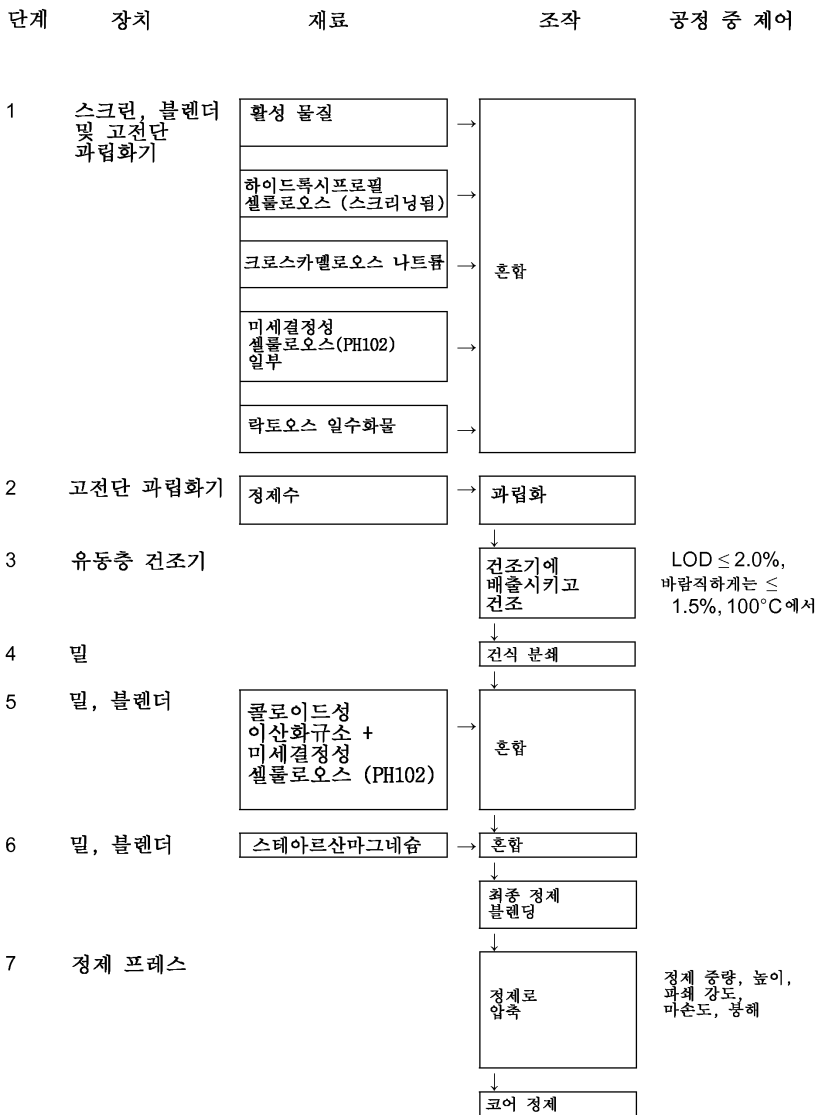 단계 장치 재료 조작 공정 중 제어
1 스크린, 블렌더
및 고전단
과립화기
활성 물질 →
하이드록시프로필
셀룰로오스 (스크리닝됨) →
크로스카멜로오스 나트륨 →
혼합
미세결정성
셀룰로오스(PH102)
일부 →
락토오스 일수화물 →
2 고전단 과립화기 정제수 → 과립화
↓
3 유동층 건조기
건조기에
배출시키고
건조
LOD ≤ 2.0%,
바람직하게는 ≤
1.5%, 100°C에서
↓
4 밀 건식 분쇄
↓
5 밀, 블렌더
콜로이드성
이산화규소 +
미세결정성
셀룰로오스 (PH102)
→ 혼합
↓
6 밀, 블렌더 스테아르산마그네슘 → 혼합
↓
최종 정제
블렌딩
↓
7 정제 프레스
정제로
압축
정제 중량, 높이,
파쇄 강도,
마손도, 붕해
↓
코어 정제